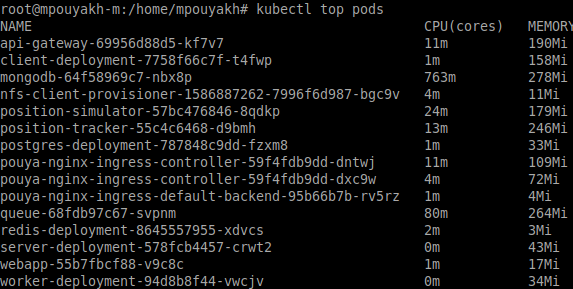 root@mpouyakh-m:/home/mpouyakh# kubectl top pods
NAME CPU(cores) MEMORY
api-gateway-69956d88d5-kf7v7 11m 190Mi
client-deployment-7758f66c7f-t4fwp 1m 158Mi
mongodb-64f58969c7-nbx8p 763m 278Mi
nfs-client-provisioner-1586887262-7996f6d987-bgc9v 4m 11Mi
position-simulator-57bc476846-8qdkp 24m 179Mi
position-tracker-55c4c6468-d9bmh 13m 246Mi
postgres-deployment-787848c9dd-fzxm8 1m 33Mi
pouya-nginx-ingress-controller-59f4fdb9dd-dntwj 11m 109Mi
pouya-nginx-ingress-controller-59f4fdb9dd-dxc9w 4m 72Mi
pouya-nginx-ingress-default-backend-95b66b7b-rv5rz 1m 4Mi
queue-68fdb97c67-svpnm 80m 264Mi
redis-deployment-8645557955-xdvcs 2m 3Mi
server-deployment-578fcb4457-crwt2 0m 43Mi
webapp-55b7fbcf88-v9c8c 1m 17Mi
worker-deployment-94d8b8f44-vwcjv 0m 34Mi